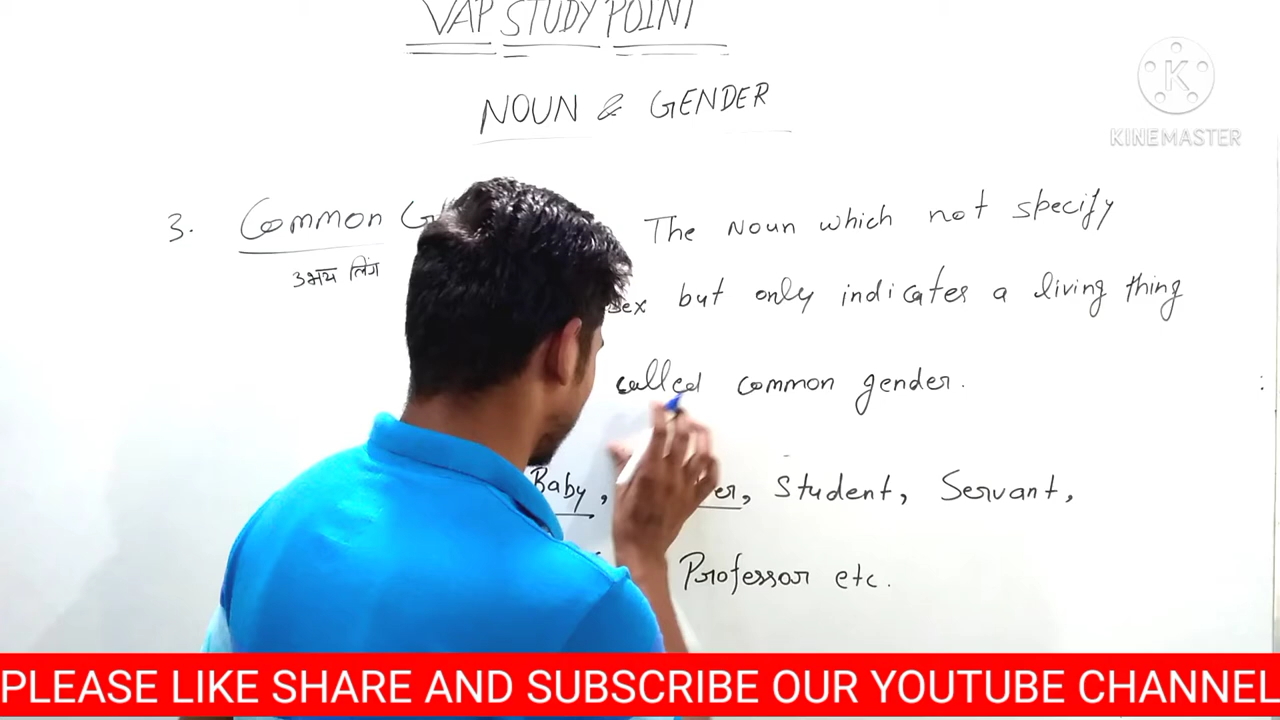 VAP STUDY POINT
NOUN & GENDER
KINEMASTER
3. Common The Noun which not specify
उभय लिंग
sex but only indicates a living thing
called common gender.
Baby, Student, Servant,
Professor etc.
PLEASE LIKE SHARE AND SUBSCRIBE OUR YOUTUBE CHANNEL